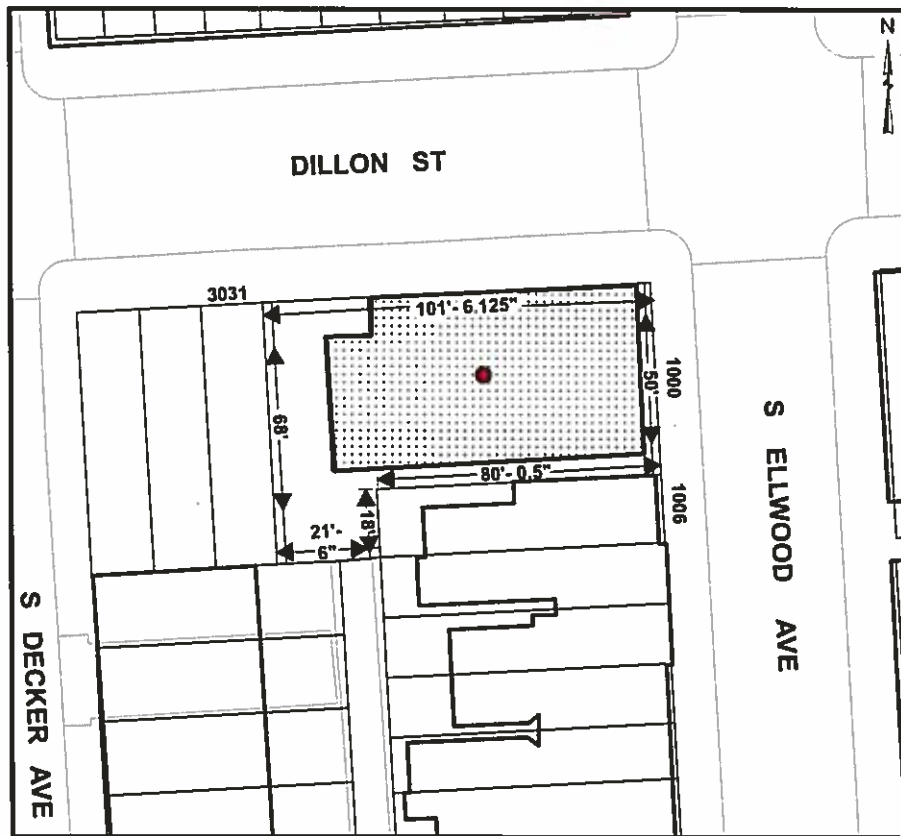 N
DILLON ST
3031
101'- 6.125"
1000
50'
68'
S ELLWOOD AVE
80'- 0.5"
1006
18'
21'-
6"
S DECKER AVE